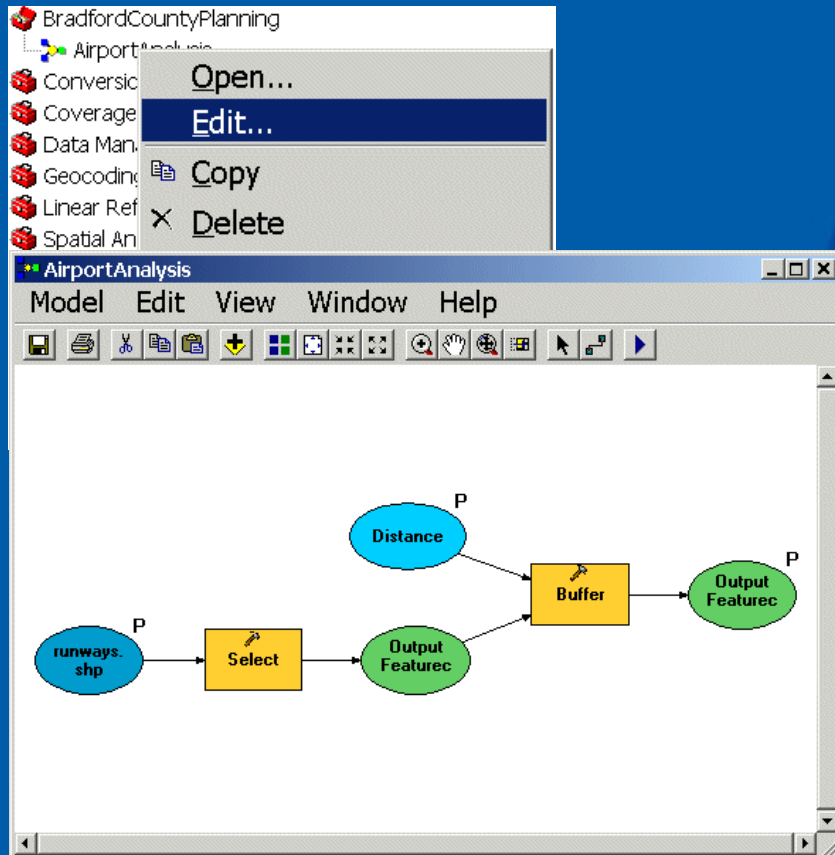 BradfordCountyPlanning
Open...
Conversic
Edit...
Coverage
Data Man
Geocoding
Copy
Linear Ref
Delete
Spatial An
AirportAnalysis
Model Edit View Window Help
P
Distance
P
Buffer
Output
Featurec
P
runways.
shp
Select
Output
Featurec